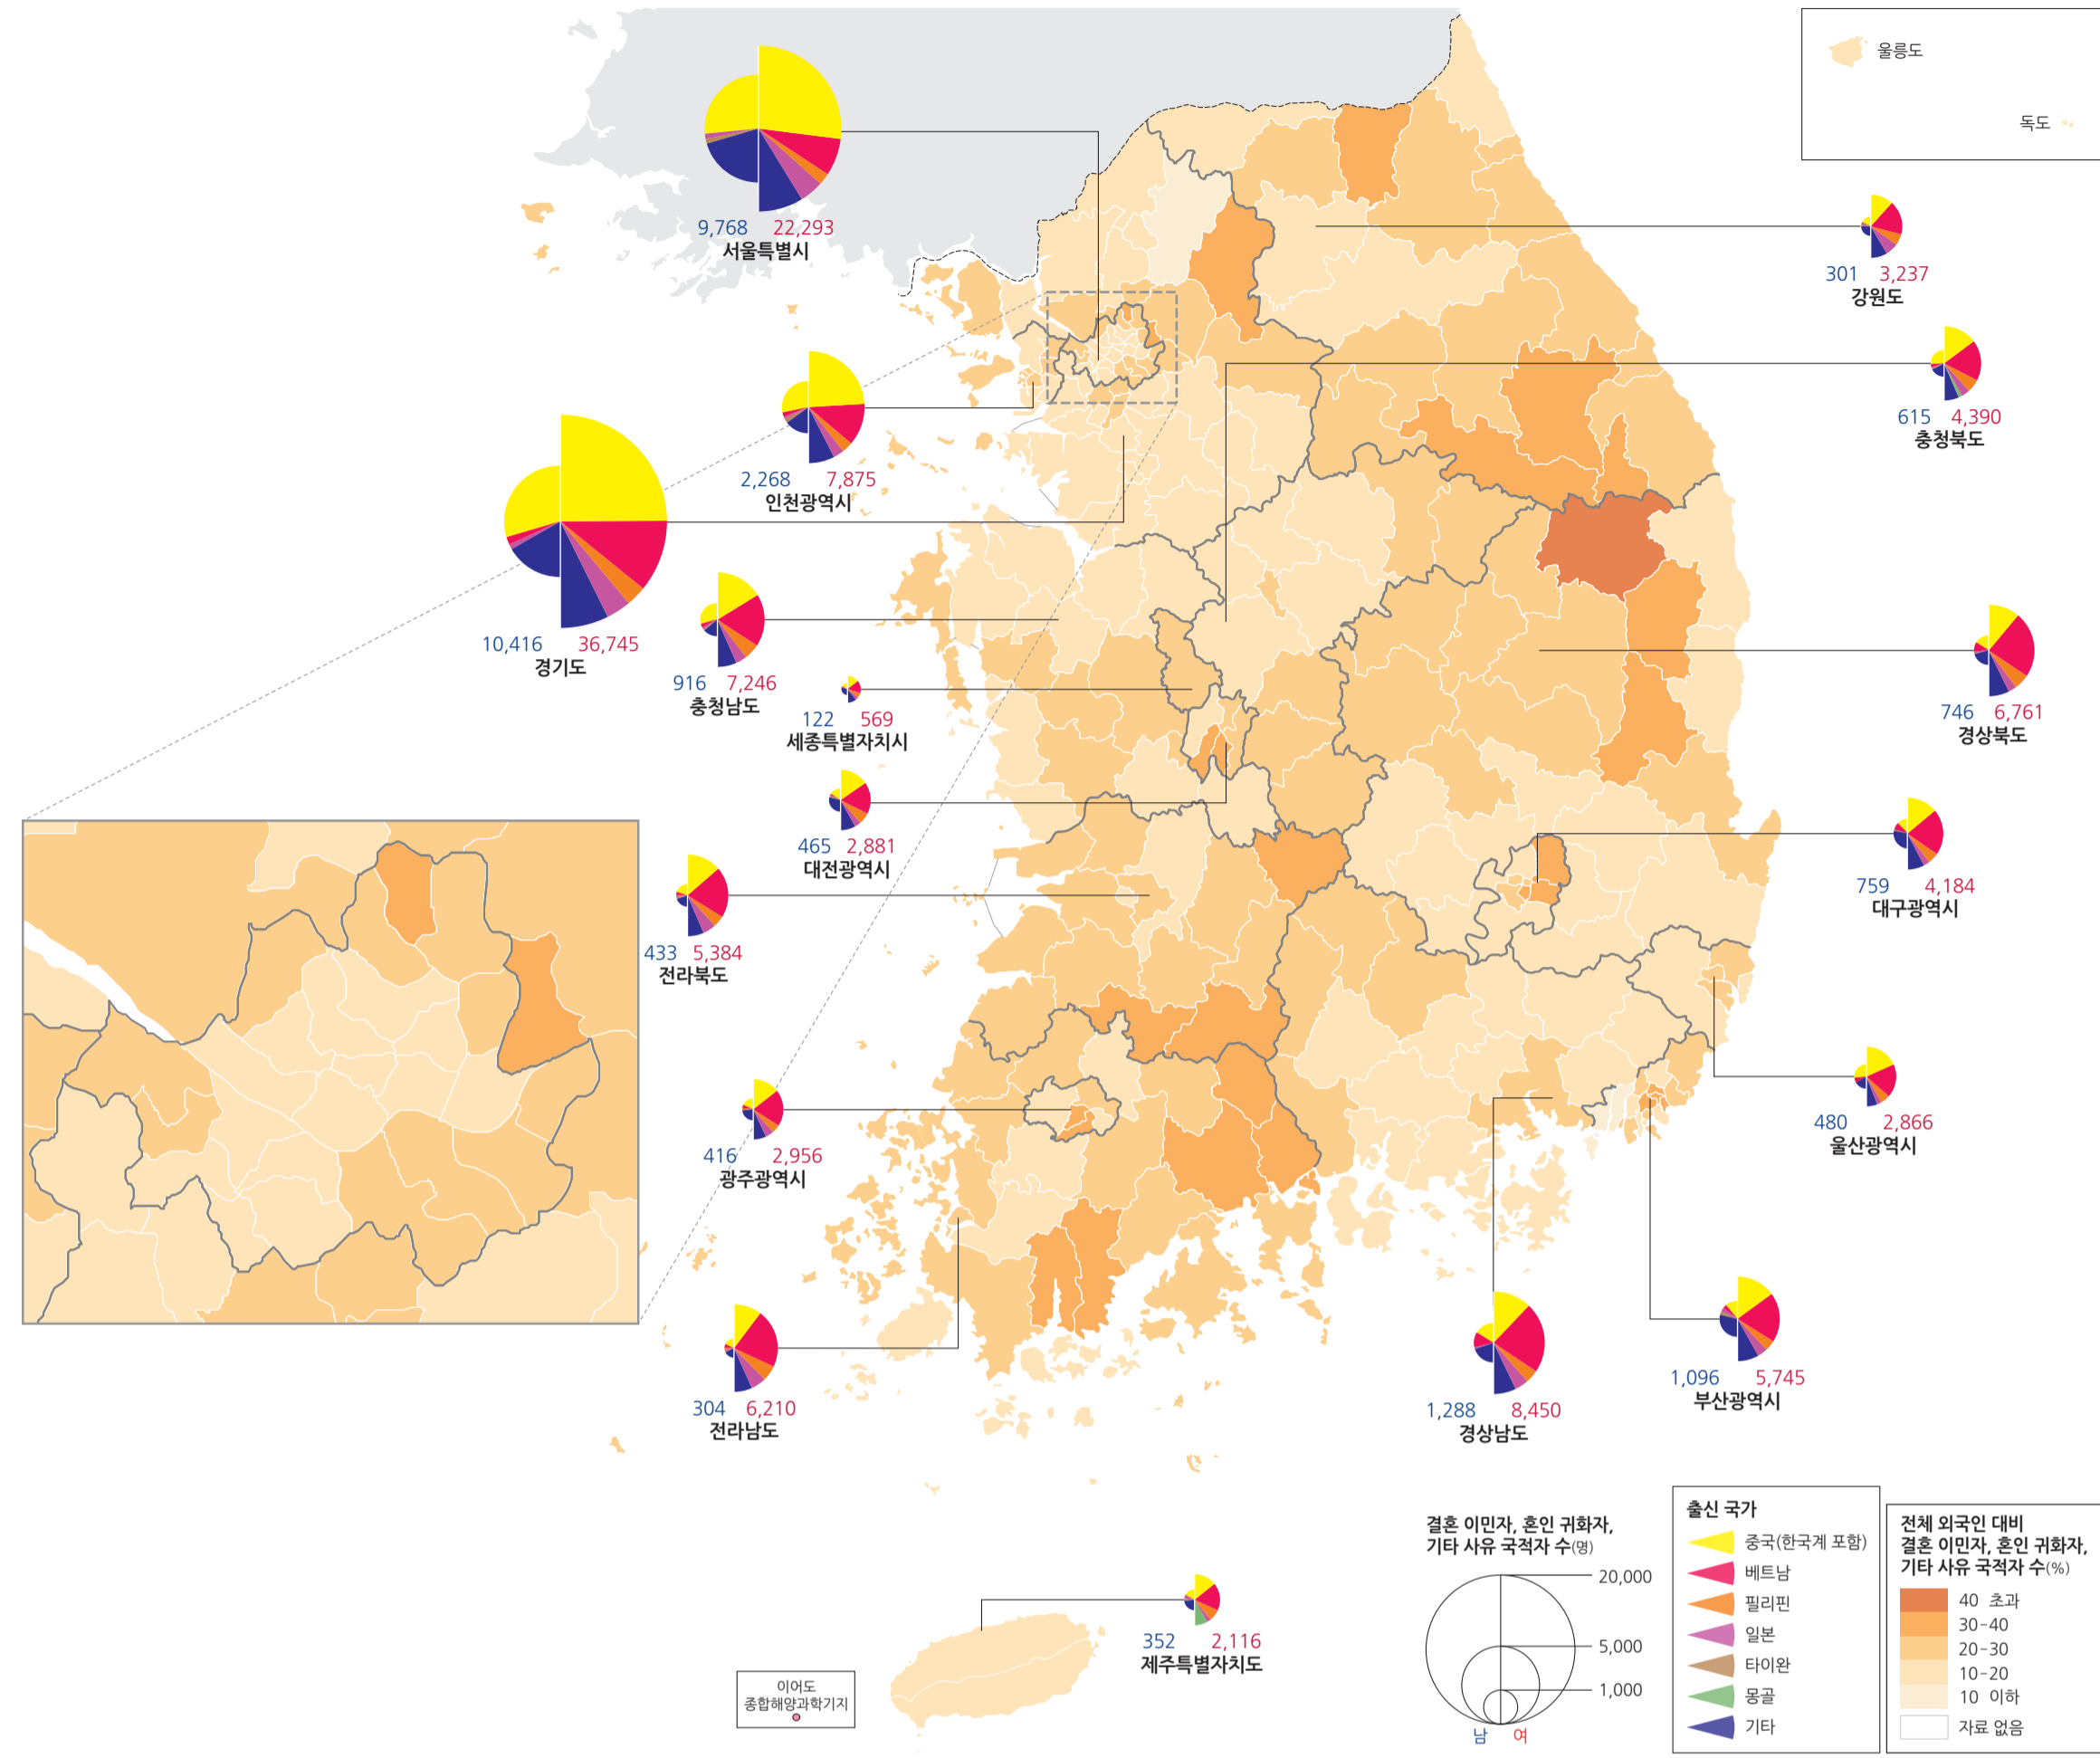 울릉도
독도
9,768 22,293
서울특별시
301 3,237
강원도
615 4,390
충청북도
2,268 7,875
인천광역시
10,416 36,745
경기도
916 7,246
충청남도
122 569
세종특별자치시
746 6,761
경상북도
465 2,881
대전광역시
759 4,184
대구광역시
433 5,384
전라북도
480 2,866
울산광역시
416 2,956
광주광역시
304 6,210
전라남도
1,288 8,450
경상남도
1,096 5,745
부산광역시
352 2,116
제주특별자치도
이어도
종합해양과학기지
결혼 이민자, 혼인 귀화자,
기타 사유 국적자 수(명)
20,000
5,000
1,000
남 여
출신 국가
중국(한국계 포함)
베트남
필리핀
일본
타이완
몽골
기타
전체 외국인 대비
결혼 이민자, 혼인 귀화자,
기타 사유 국적자 수(%)
40 초과
30-40
20-30
10-20
10 이하
자료 없음